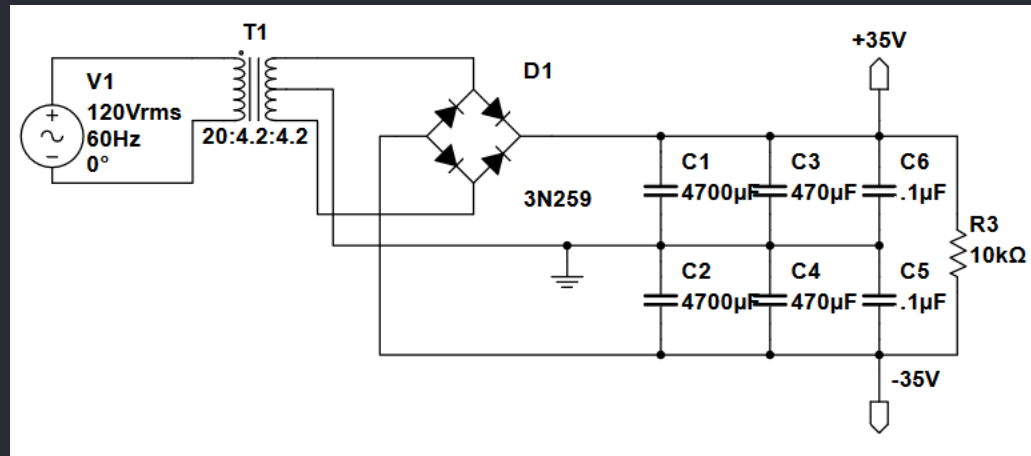 T1
+35V
V1
D1
120Vrms
60Hz
0°
20:4.2:4.2
C1
C3
C6
4700µF
470µF
.1µF
3N259
R3
10kΩ
C2
C4
C5
4700µF
470µF
.1µF
-35V